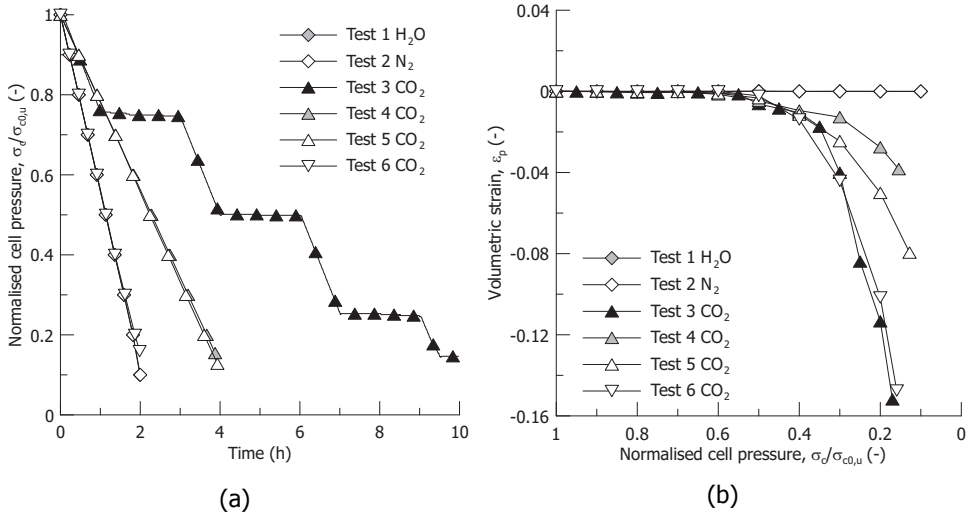 Normalised cell pressure, σc/σc0,u (-)
1
0.8
0.6
0.4
0.2
0
0 2 4 6 8 10
Time (h)
Test 1 H2O
Test 2 N2
Test 3 CO2
Test 4 CO2
Test 5 CO2
Test 6 CO2
(a)
Volumetric strain, εp (-)
0
-0.04
-0.08
-0.12
-0.16
1 0.8 0.6 0.4 0.2 0
Normalised cell pressure, σc/σc0,u (-)
Test 1 H2O
Test 2 N2
Test 3 CO2
Test 4 CO2
Test 5 CO2
Test 6 CO2
(b)